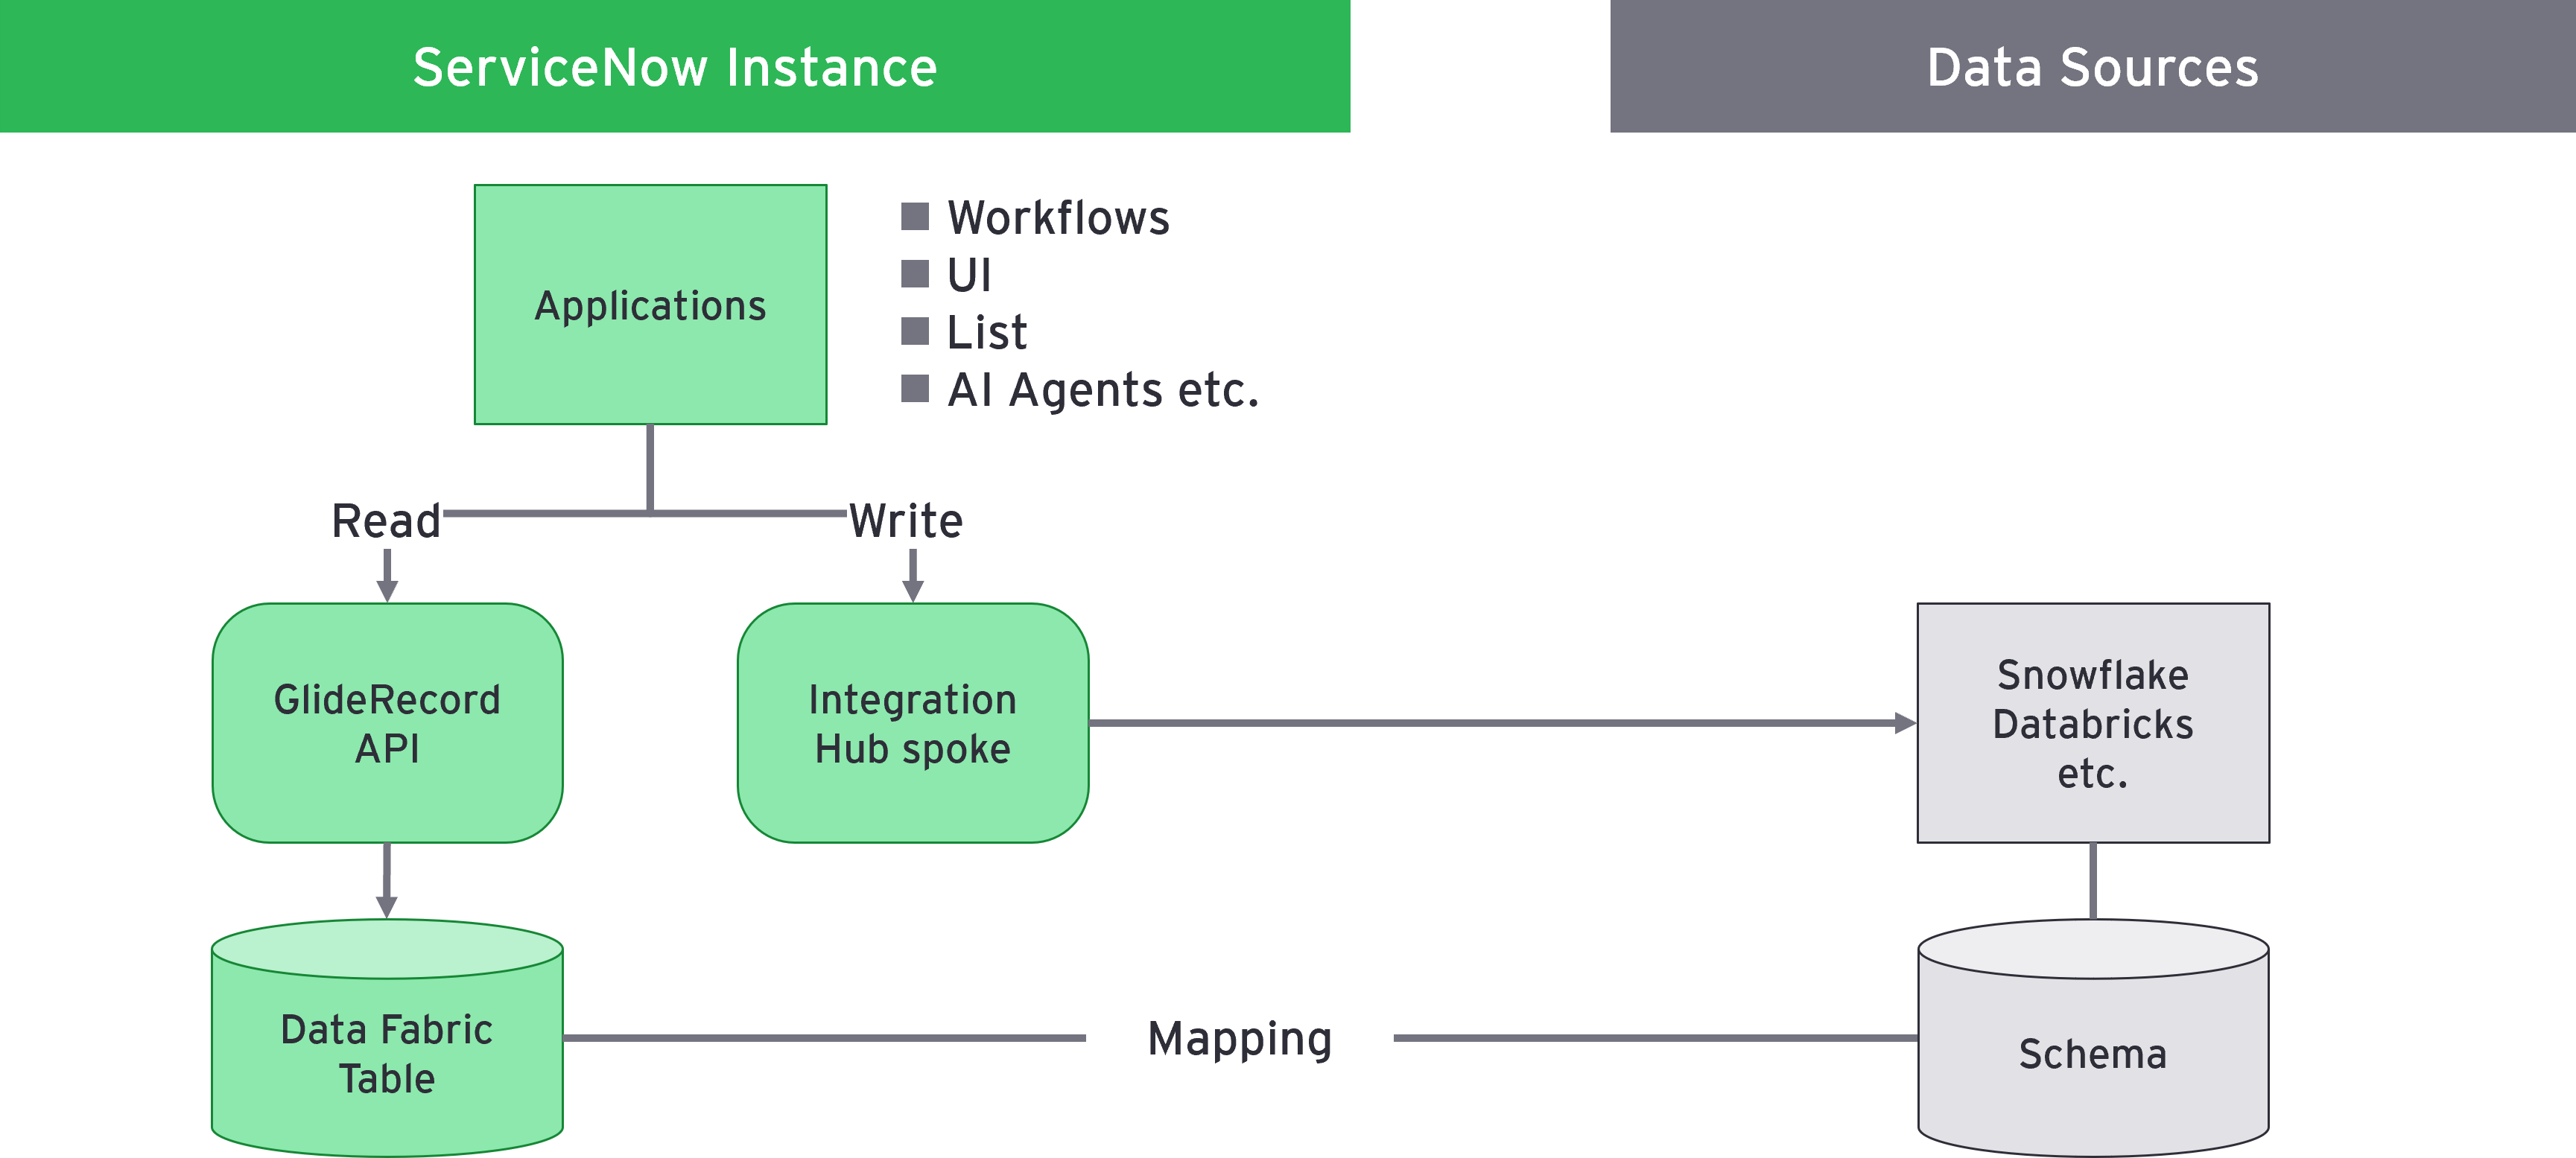 ServiceNow Instance
Data Sources
Applications
Workflows
UI
List
AI Agents etc.
Read
Write
GlideRecord
API
Integration
Hub spoke
Snowflake
Databricks
etc.
Data Fabric
Table
Mapping
Schema